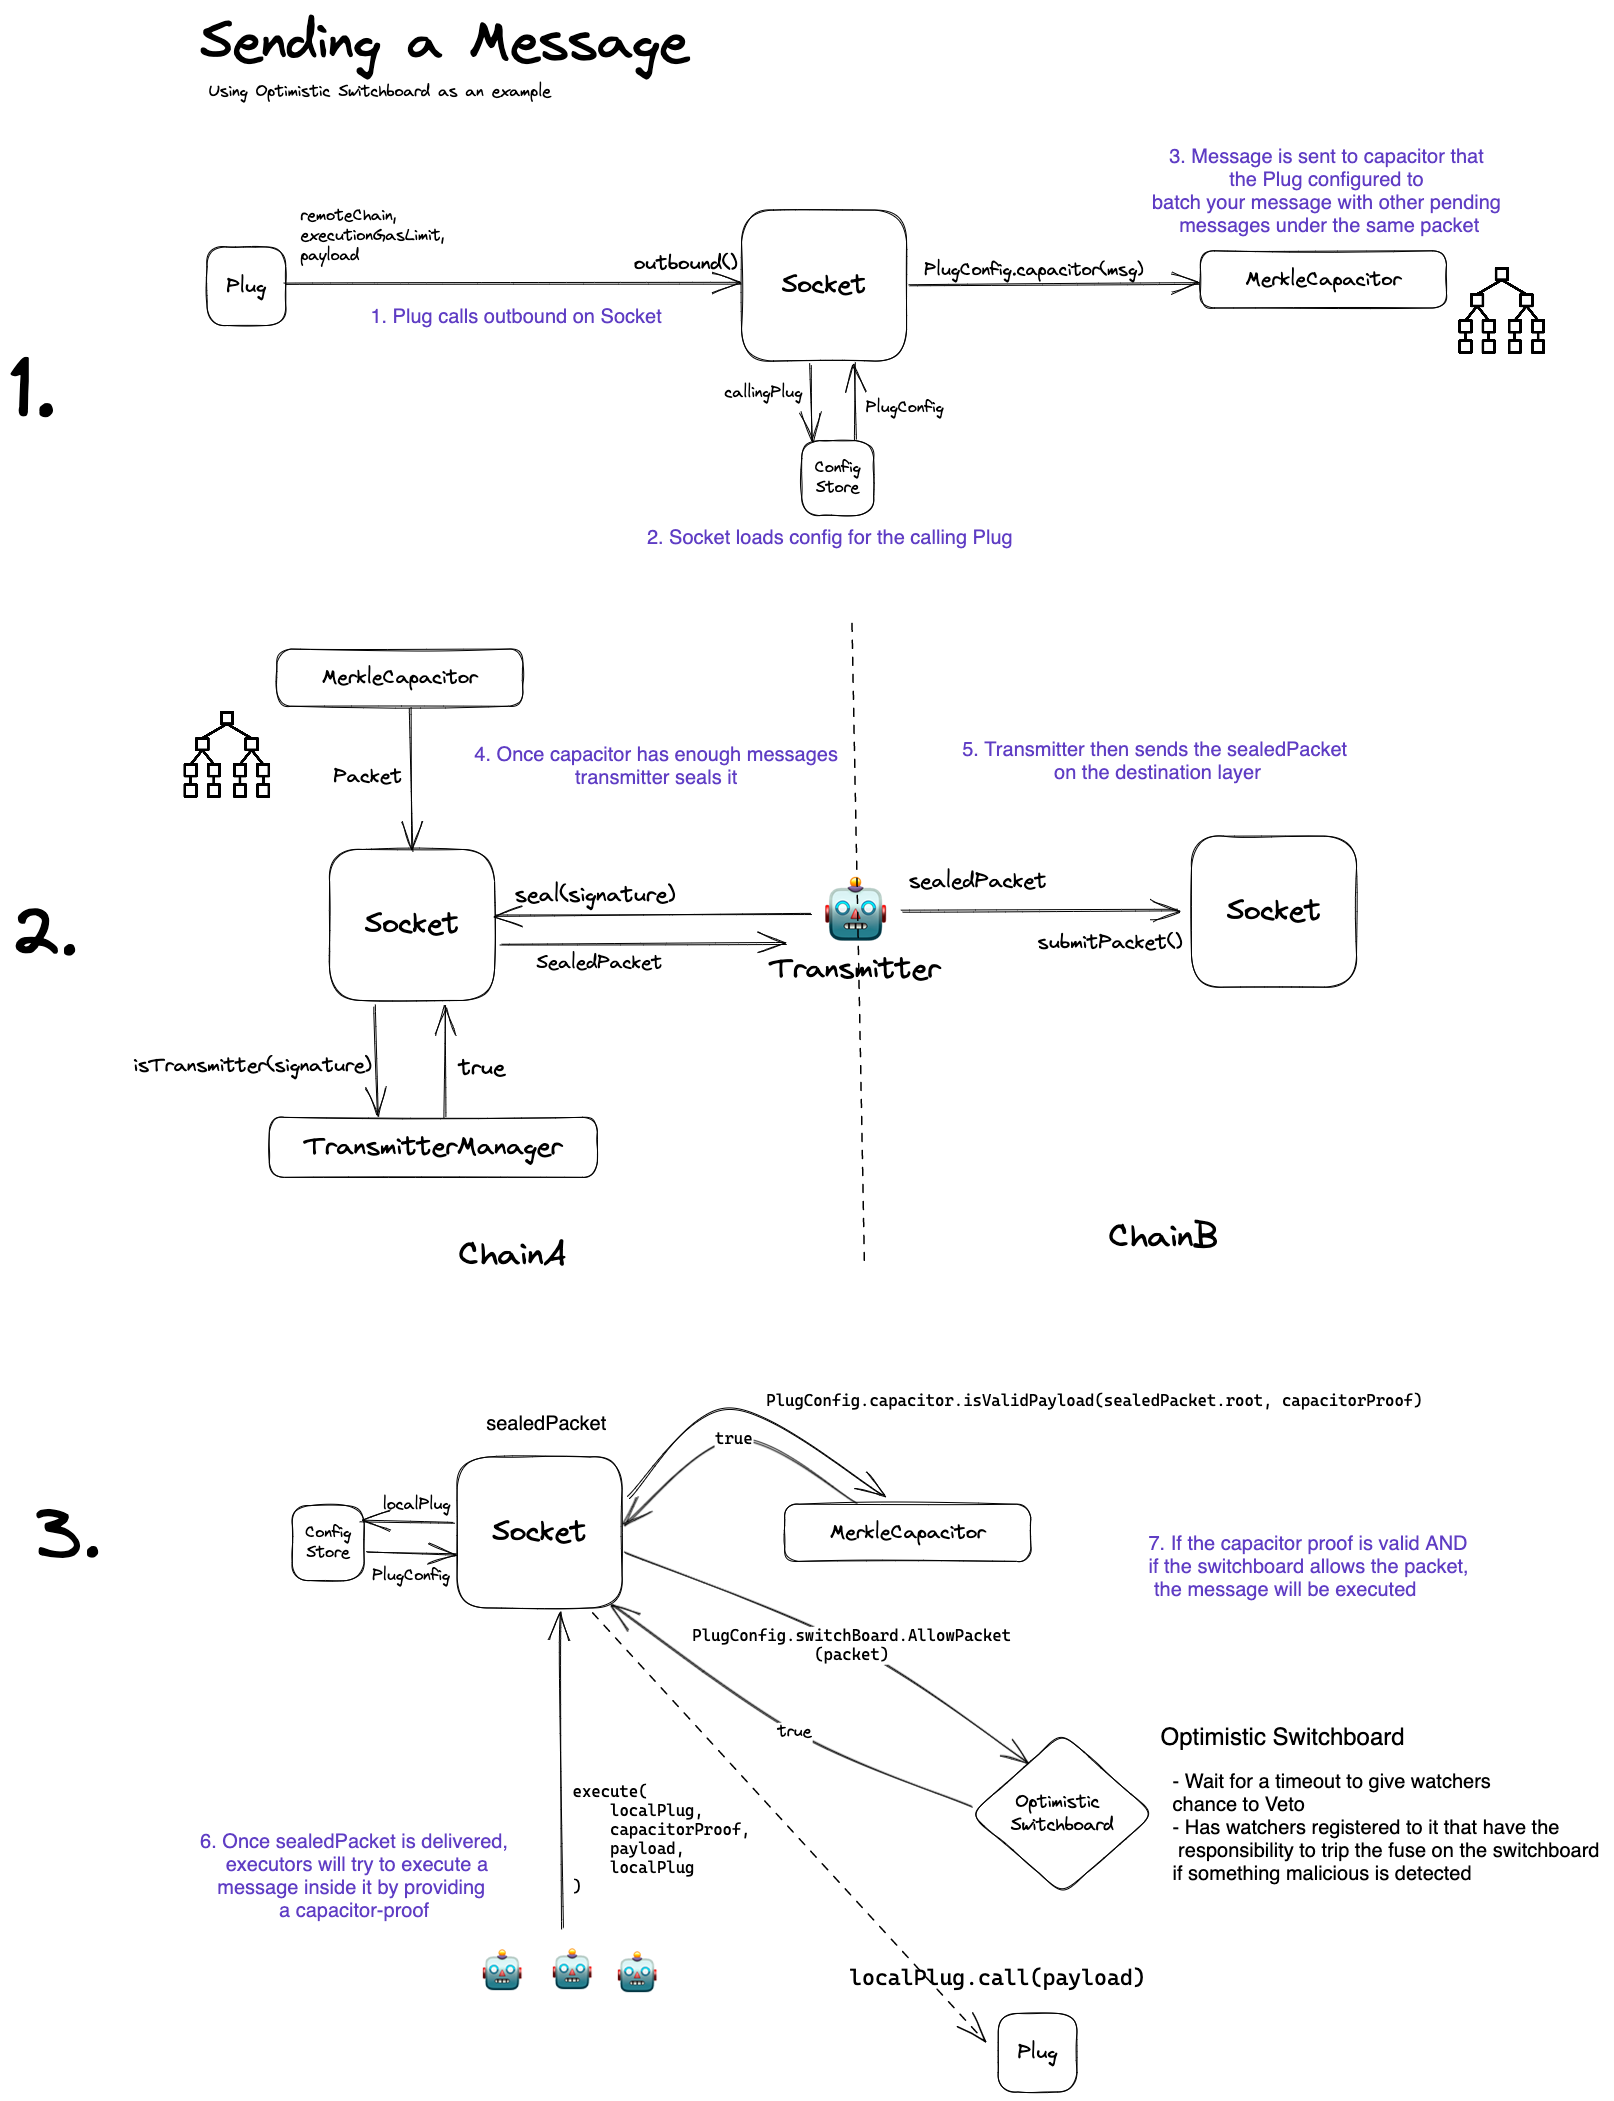 Sending a Message
Using Optimistic Switchboard as an example
1.
3. Message is sent to capacitor that
the Plug configured to
batch your message with other pending
messages under the same packet
remoteChain,
executionGasLimit,
payload
Plug
outbound()
Socket
PlugConfig.capacitor(msg)
MerkleCapacitor
1. Plug calls outbound on Socket
callingPlug
PlugConfig
Config
Store
2. Socket loads config for the calling Plug
2.
MerkleCapacitor
Packet
4. Once capacitor has enough messages
transmitter seals it
5. Transmitter then sends the sealedPacket
on the destination layer
Socket
seal(signature)
SealedPacket
Transmitter
sealedPacket
submitPacket()
Socket
isTransmitter(signature)
true
TransmitterManager
ChainA
ChainB
3.
PlugConfig.capacitor.isValidPayload(sealedPacket.root, capacitorProof)
sealedPacket
true
localPlug
Config
Store
PlugConfig
Socket
MerkleCapacitor
7. If the capacitor proof is valid AND
if the switchboard allows the packet,
the message will be executed
PlugConfig.switchBoard.AllowPacket
(packet)
true
Optimistic
Switchboard
Optimistic Switchboard
- Wait for a timeout to give watchers
chance to Veto
- Has watchers registered to it that have the
responsibility to trip the fuse on the switchboard
if something malicious is detected
execute(
localPlug,
capacitorProof,
payload,
localPlug
)
6. Once sealedPacket is delivered,
executors will try to execute a
message inside it by providing
a capacitor-proof
localPlug.call(payload)
Plug